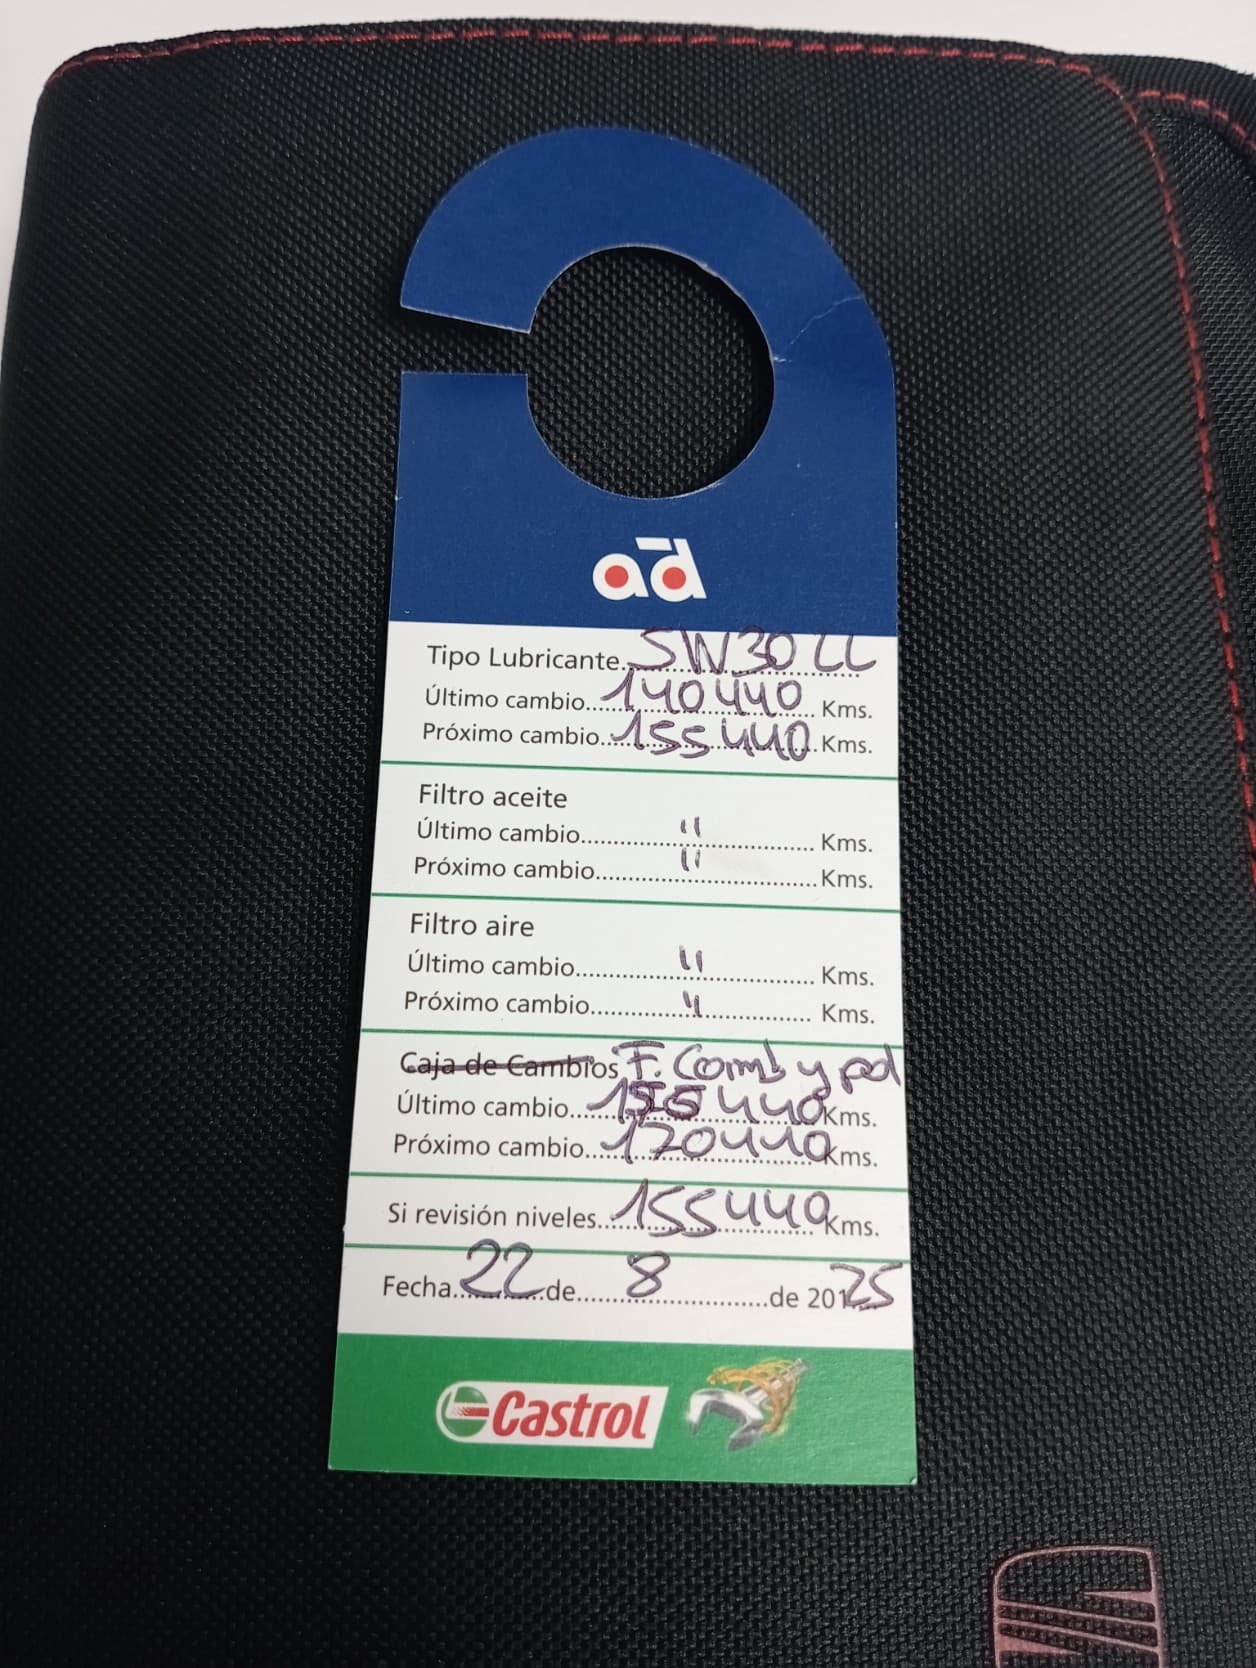 ad
Tipo Lubricante..5W30 LL
Último cambio...140440... Kms.
Próximo cambio...155440...Kms.
Filtro aceite
Último cambio........"........ Kms.
Próximo cambio........"........Kms.
Filtro aire
Último cambio........"........ Kms.
Próximo cambio........"........ Kms.
Caja de Cambios F. Comb y pol
Último cambio...155440 Kms.
Próximo cambio...170440 Kms.
Si revisión niveles...155440 Kms.
Fecha..22..de....8....de 201 25
Castrol